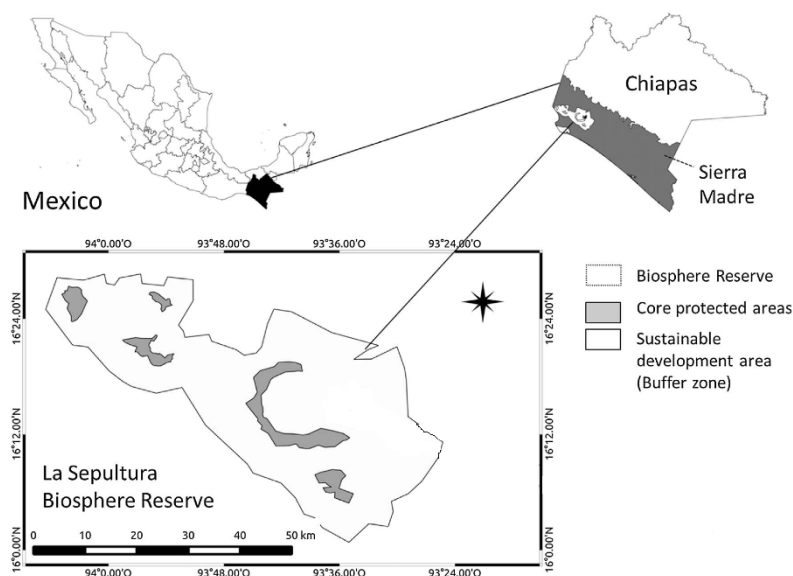 Mexico
Chiapas
Sierra
Madre
94°0.00'O
93°48.00'O
93°36.00'O
93°24.00'O
16°24.00'N
16°12.00'N
16°0.00'N
16°24.00'N
16°12.00'N
16°0.00'N
La Sepultura
Biosphere Reserve
0 10 20 30 40 50 km
94°0.00'O
93°48.00'O
93°36.00'O
93°24.00'O
Biosphere Reserve
Core protected areas
Sustainable
development area
(Buffer zone)